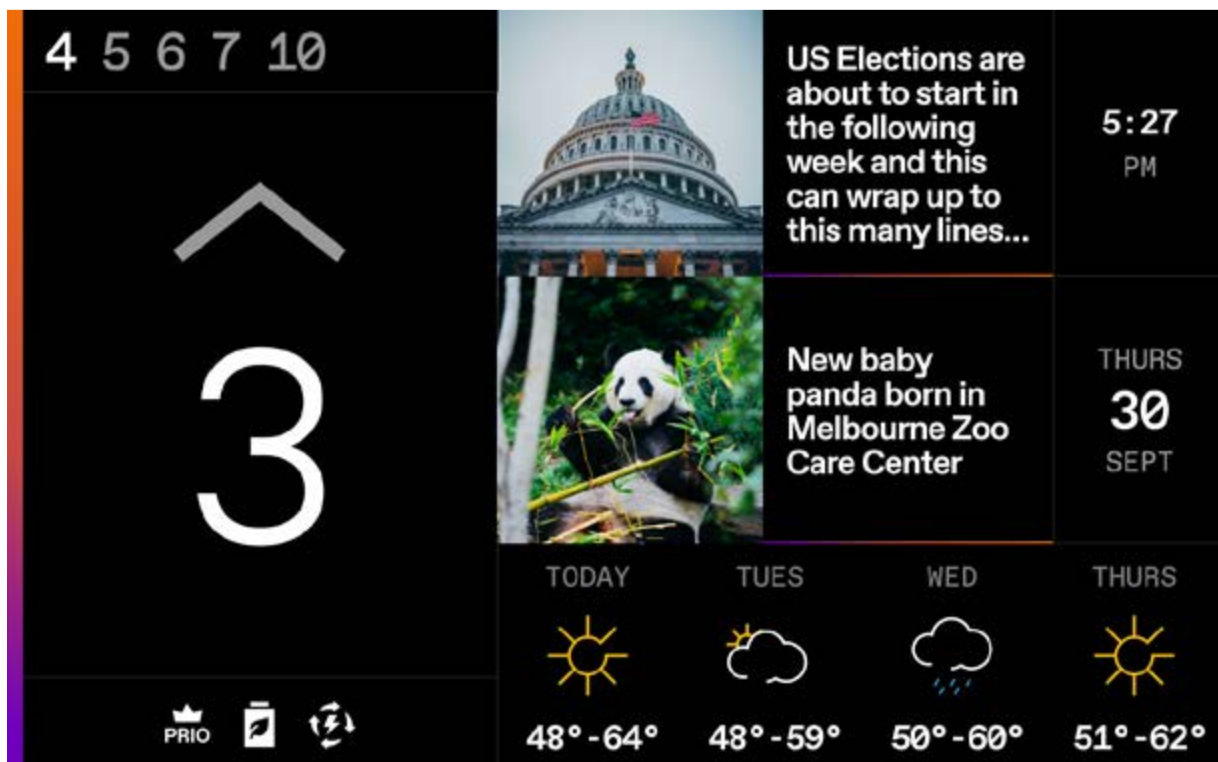 4 5 6 7 10
3
PRIO
US Elections are
about to start in
the following
week and this
can wrap up to
this many lines...
5:27
PM
New baby
panda born in
Melbourne Zoo
Care Center
THURS
30
SEPT
TODAY TUES WED THURS
48°-64° 48°-59° 50°-60° 51°-62°